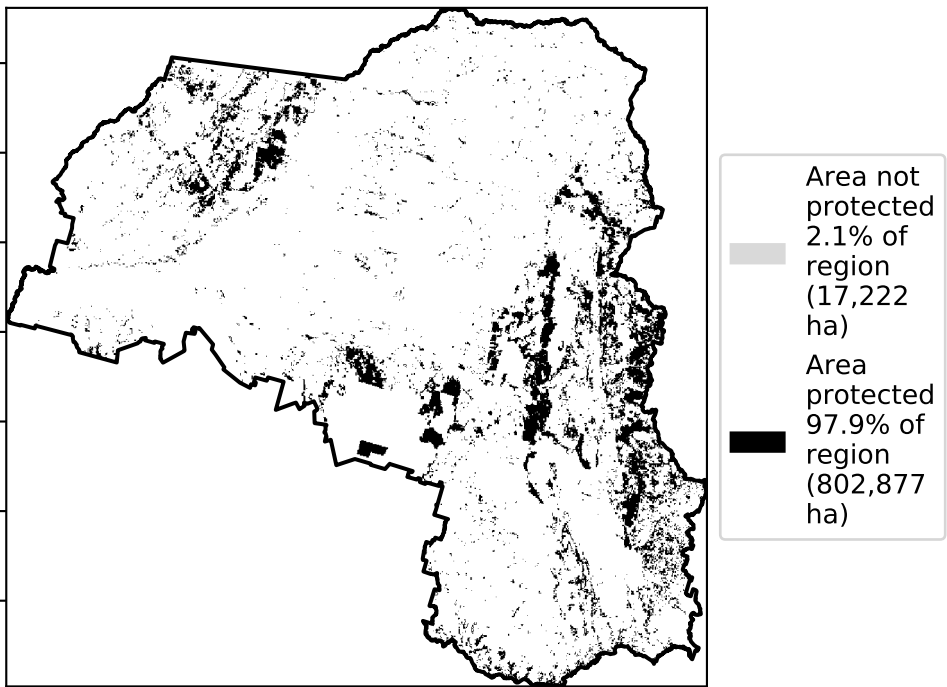 Area not
protected
2.1% of
region
(17,222
ha)
Area
protected
97.9% of
region
(802,877
ha)